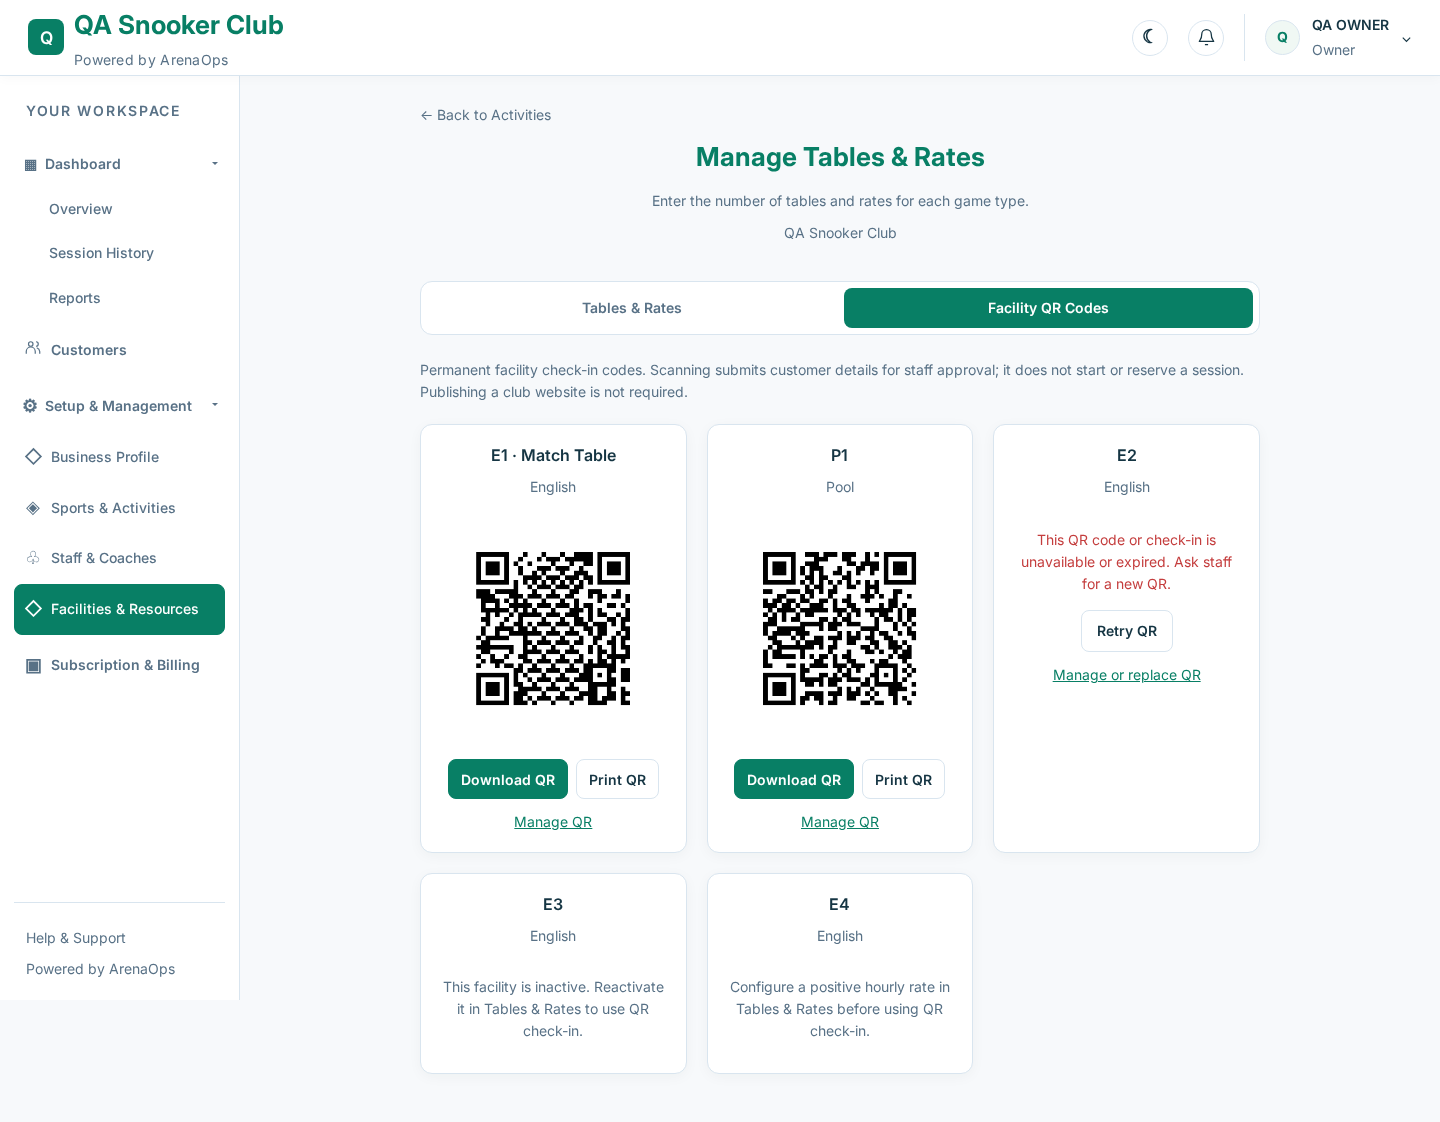 Q
QA Snooker Club
Powered by ArenaOps
Q
QA OWNER
Owner
YOUR WORKSPACE
Dashboard
Overview
Session History
Reports
Customers
Setup & Management
Business Profile
Sports & Activities
Staff & Coaches
Facilities & Resources
Subscription & Billing
Help & Support
Powered by ArenaOps
← Back to Activities
Manage Tables & Rates
Enter the number of tables and rates for each game type.
QA Snooker Club
Tables & Rates
Facility QR Codes
Permanent facility check-in codes. Scanning submits customer details for staff approval; it does not start or reserve a session.
Publishing a club website is not required.
E1 · Match Table
English
Download QR
Print QR
Manage QR
P1
Pool
Download QR
Print QR
Manage QR
E2
English
This QR code or check-in is
unavailable or expired. Ask staff
for a new QR.
Retry QR
Manage or replace QR
E3
English
This facility is inactive. Reactivate
it in Tables & Rates to use QR
check-in.
E4
English
Configure a positive hourly rate in
Tables & Rates before using QR
check-in.